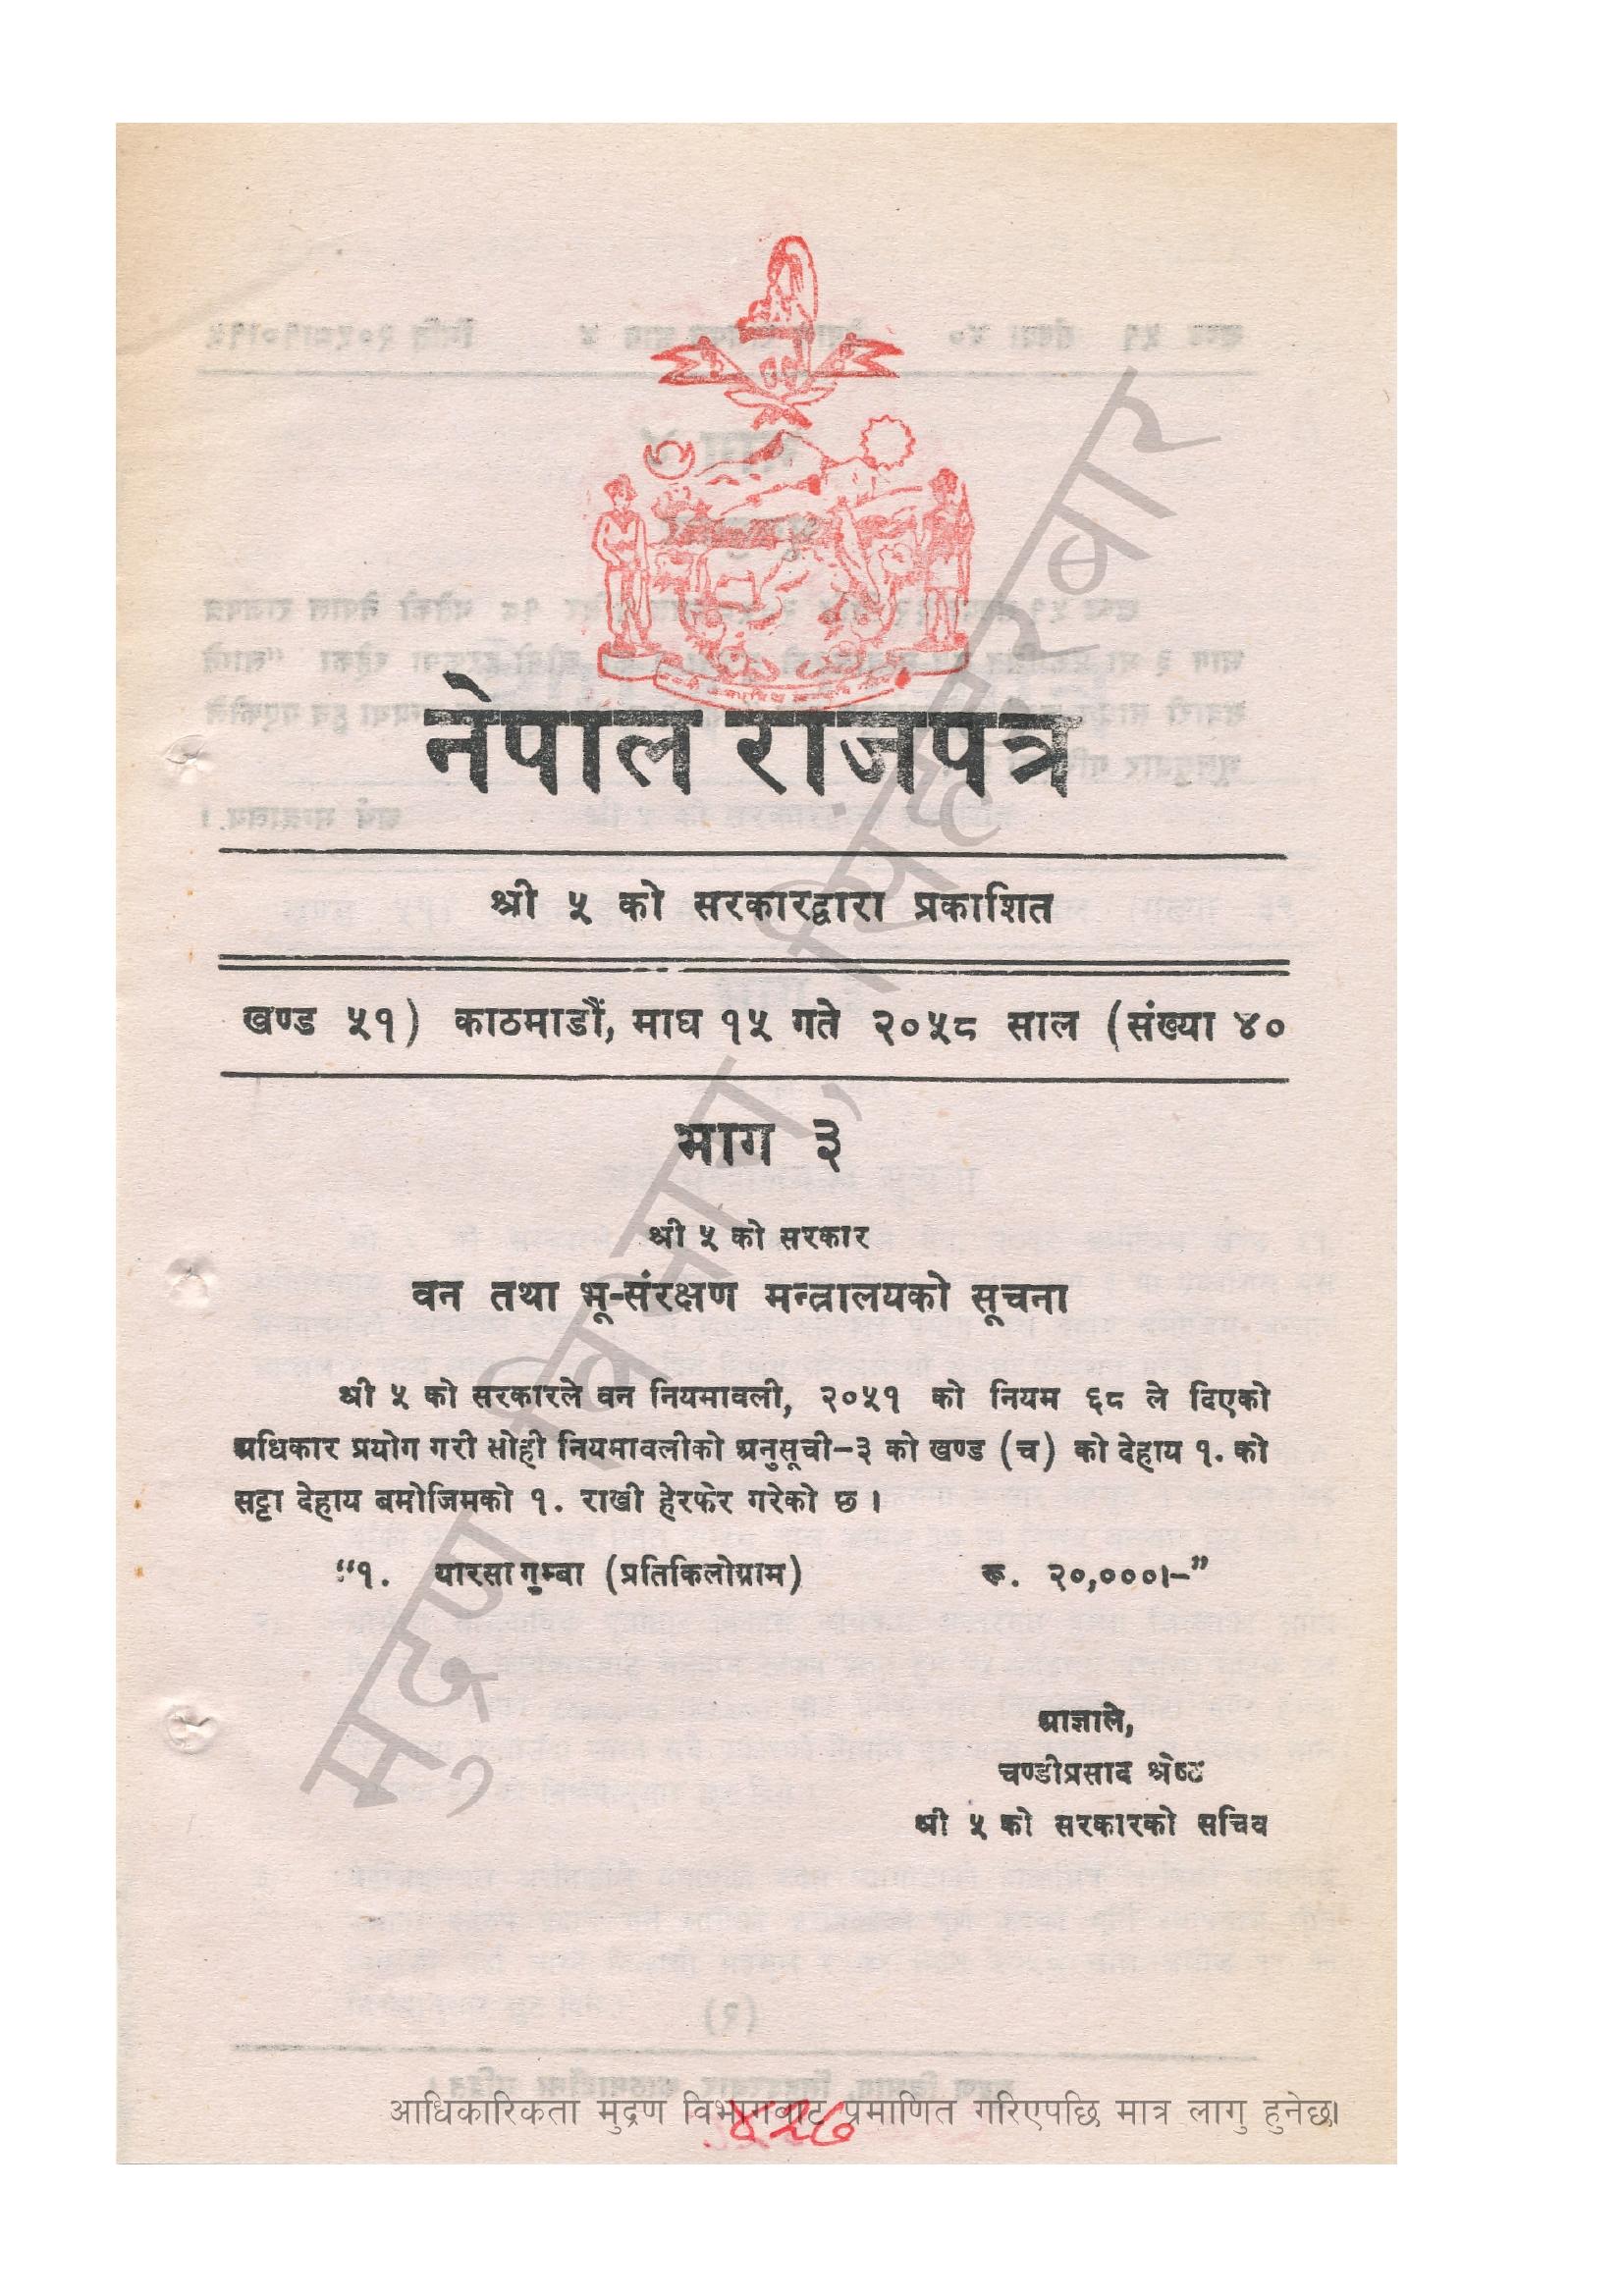 नेपाल राजपत्र
श्री ५ को सरकारद्वारा प्रकाशित
खण्ड ५१) काठमाडौं, माघ १५ गते २०५८ साल (संख्या ४०
भाग ३
श्री ५ को सरकार
वन तथा भू-संरक्षण मन्त्रालयको सूचना
श्री ५ को सरकारले वन नियमावली, २०५१ को नियम ६८ ले दिएको
अधिकार प्रयोग गरी सोही नियमावलीको अनुसूची-३ को खण्ड (च) को देहाय १. को
सट्टा देहाय बमोजिमको १. राखी हेरफेर गरेको छ ।
"१. यारसा गुम्बा (प्रतिकिलोग्राम) रू. २०,०००।-"
आज्ञाले,
चण्डीप्रसाद श्रेष्ठ
श्री ५ को सरकारको सचिव
मुद्रण विभाग, सिंहदरबार
आधिकारिकता मुद्रण विभागबाट प्रमाणित गरिएपछि मात्र लागु हुनेछ।
४२७